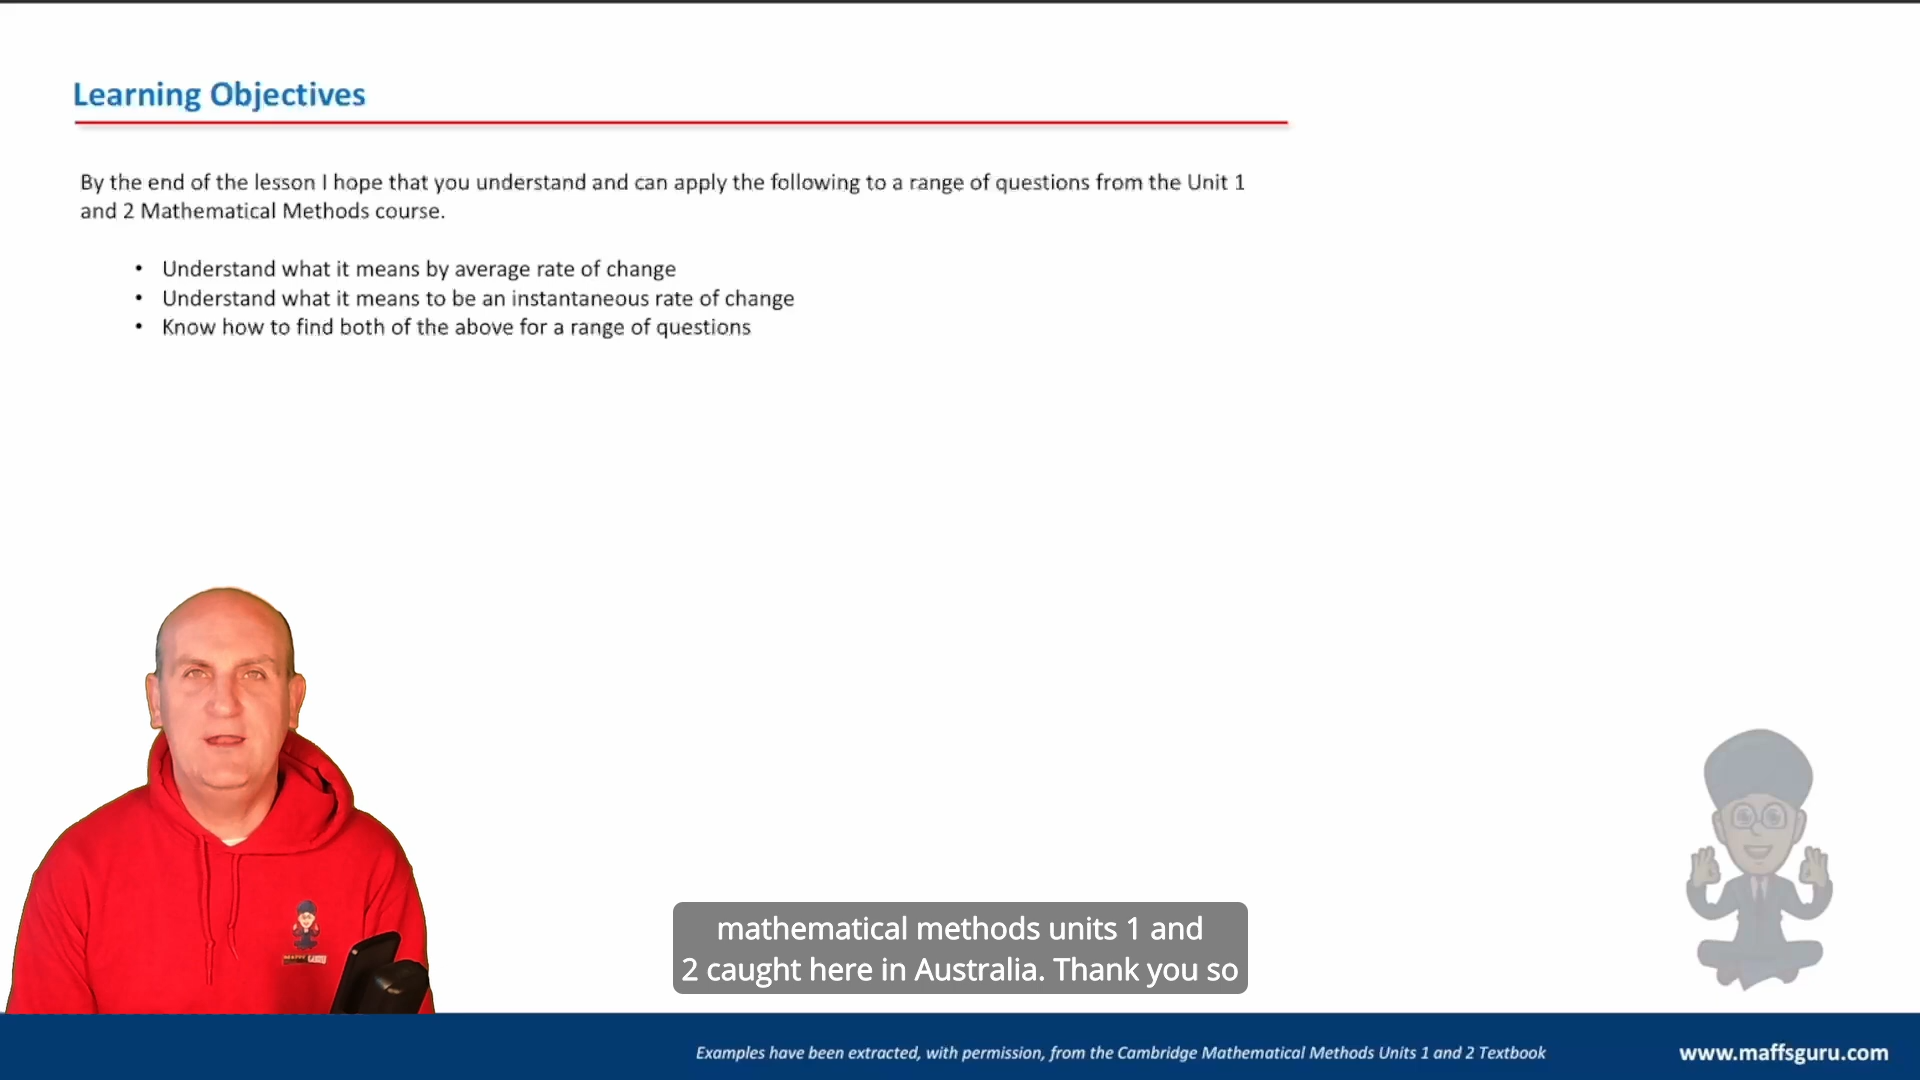 Learning Objectives
By the end of the lesson I hope that you understand and can apply the following to a range of questions from the Unit 1
and 2 Mathematical Methods course.
• Understand what it means by average rate of change
• Understand what it means to be an instantaneous rate of change
• Know how to find both of the above for a range of questions
mathematical methods units 1 and
2 caught here in Australia. Thank you so
Examples have been extracted, with permission, from the Cambridge Mathematical Methods Units 1 and 2 Textbook
www.maffsguru.com